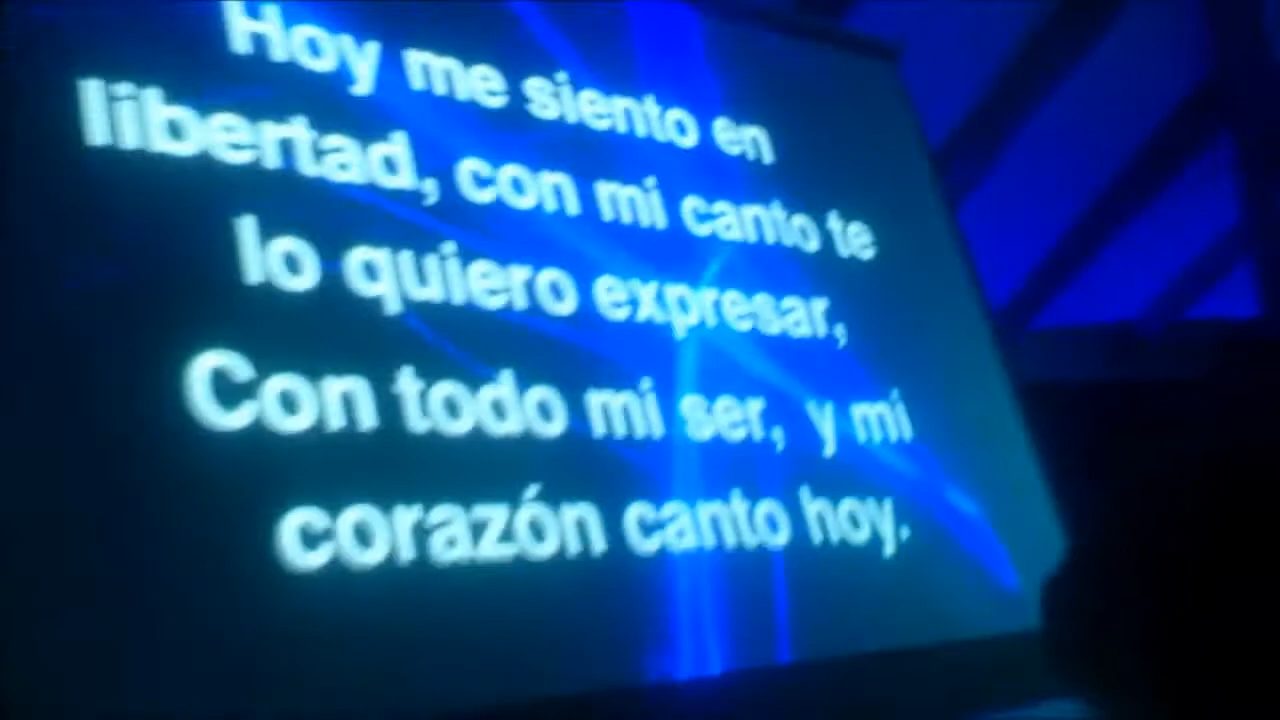 Hoy me siento en
libertad, con mi canto te
lo quiero expresar,
Con todo mi ser, y mi
corazón canto hoy.